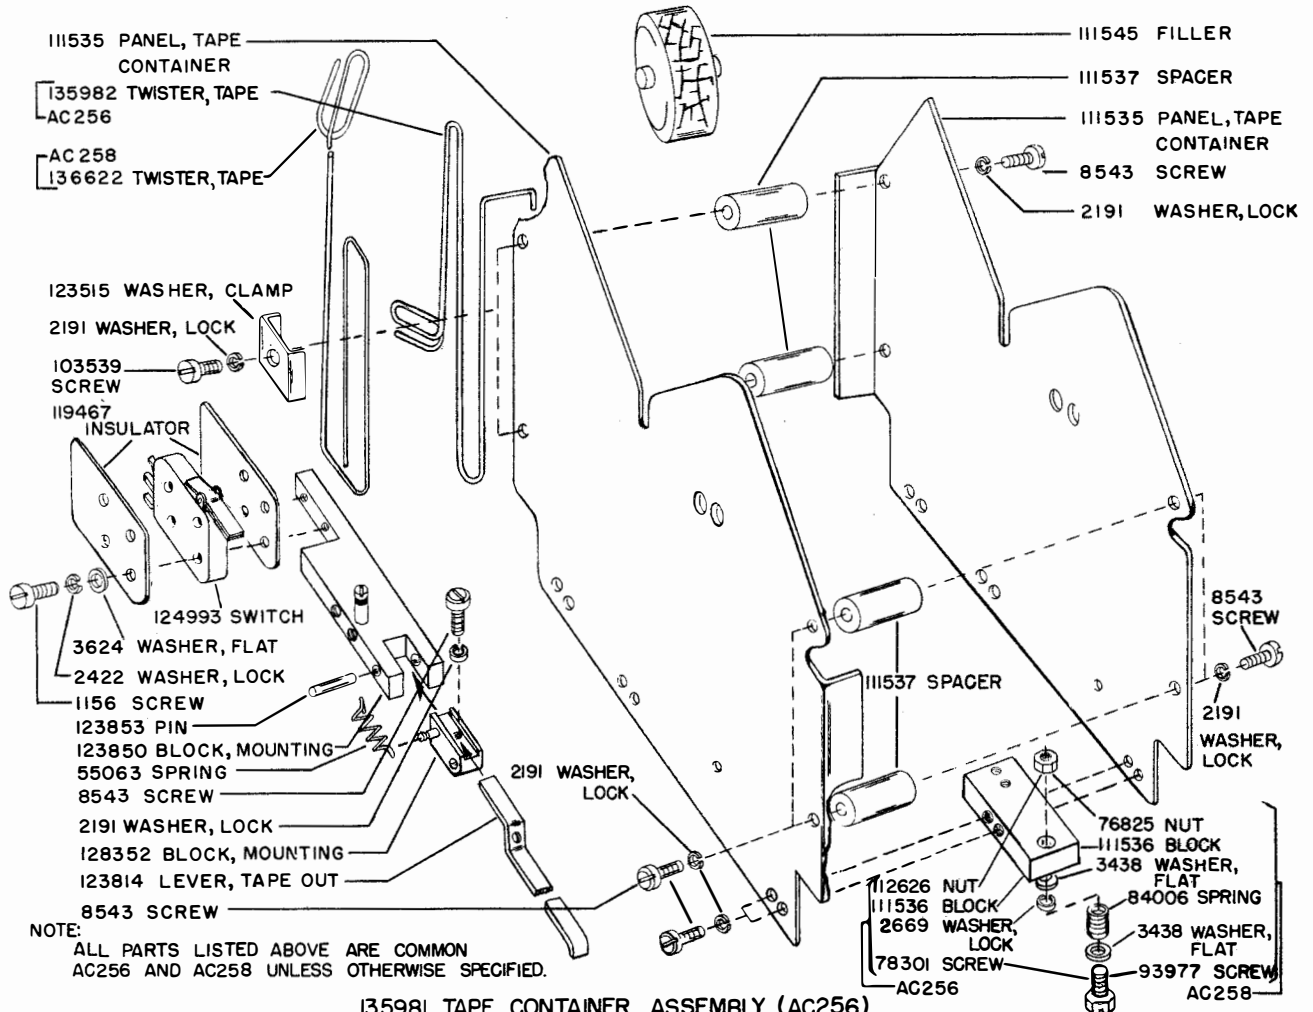 111535 PANEL, TAPE
CONTAINER
135982 TWISTER, TAPE
AC256
AC258
136622 TWISTER, TAPE
123515 WASHER, CLAMP
2191 WASHER, LOCK
103539
SCREW
119467
INSULATOR
124993 SWITCH
3624 WASHER, FLAT
2422 WASHER, LOCK
1156 SCREW
123853 PIN
123850 BLOCK, MOUNTING
55063 SPRING
8543 SCREW
2191 WASHER, LOCK
128352 BLOCK, MOUNTING
123814 LEVER, TAPE OUT
8543 SCREW
2191 WASHER,
LOCK
111545 FILLER
111537 SPACER
111535 PANEL, TAPE
CONTAINER
8543 SCREW
2191 WASHER, LOCK
111537 SPACER
8543
SCREW
2191
WASHER,
LOCK
76825 NUT
111536 BLOCK
3438 WASHER,
FLAT
84006 SPRING
3438 WASHER,
FLAT
93977 SCREW
AC258
112626 NUT
111536 BLOCK
2669 WASHER,
LOCK
78301 SCREW
AC256
NOTE:
ALL PARTS LISTED ABOVE ARE COMMON
AC256 AND AC258 UNLESS OTHERWISE SPECIFIED.
135981 TAPE CONTAINER ASSEMBLY (AC256)